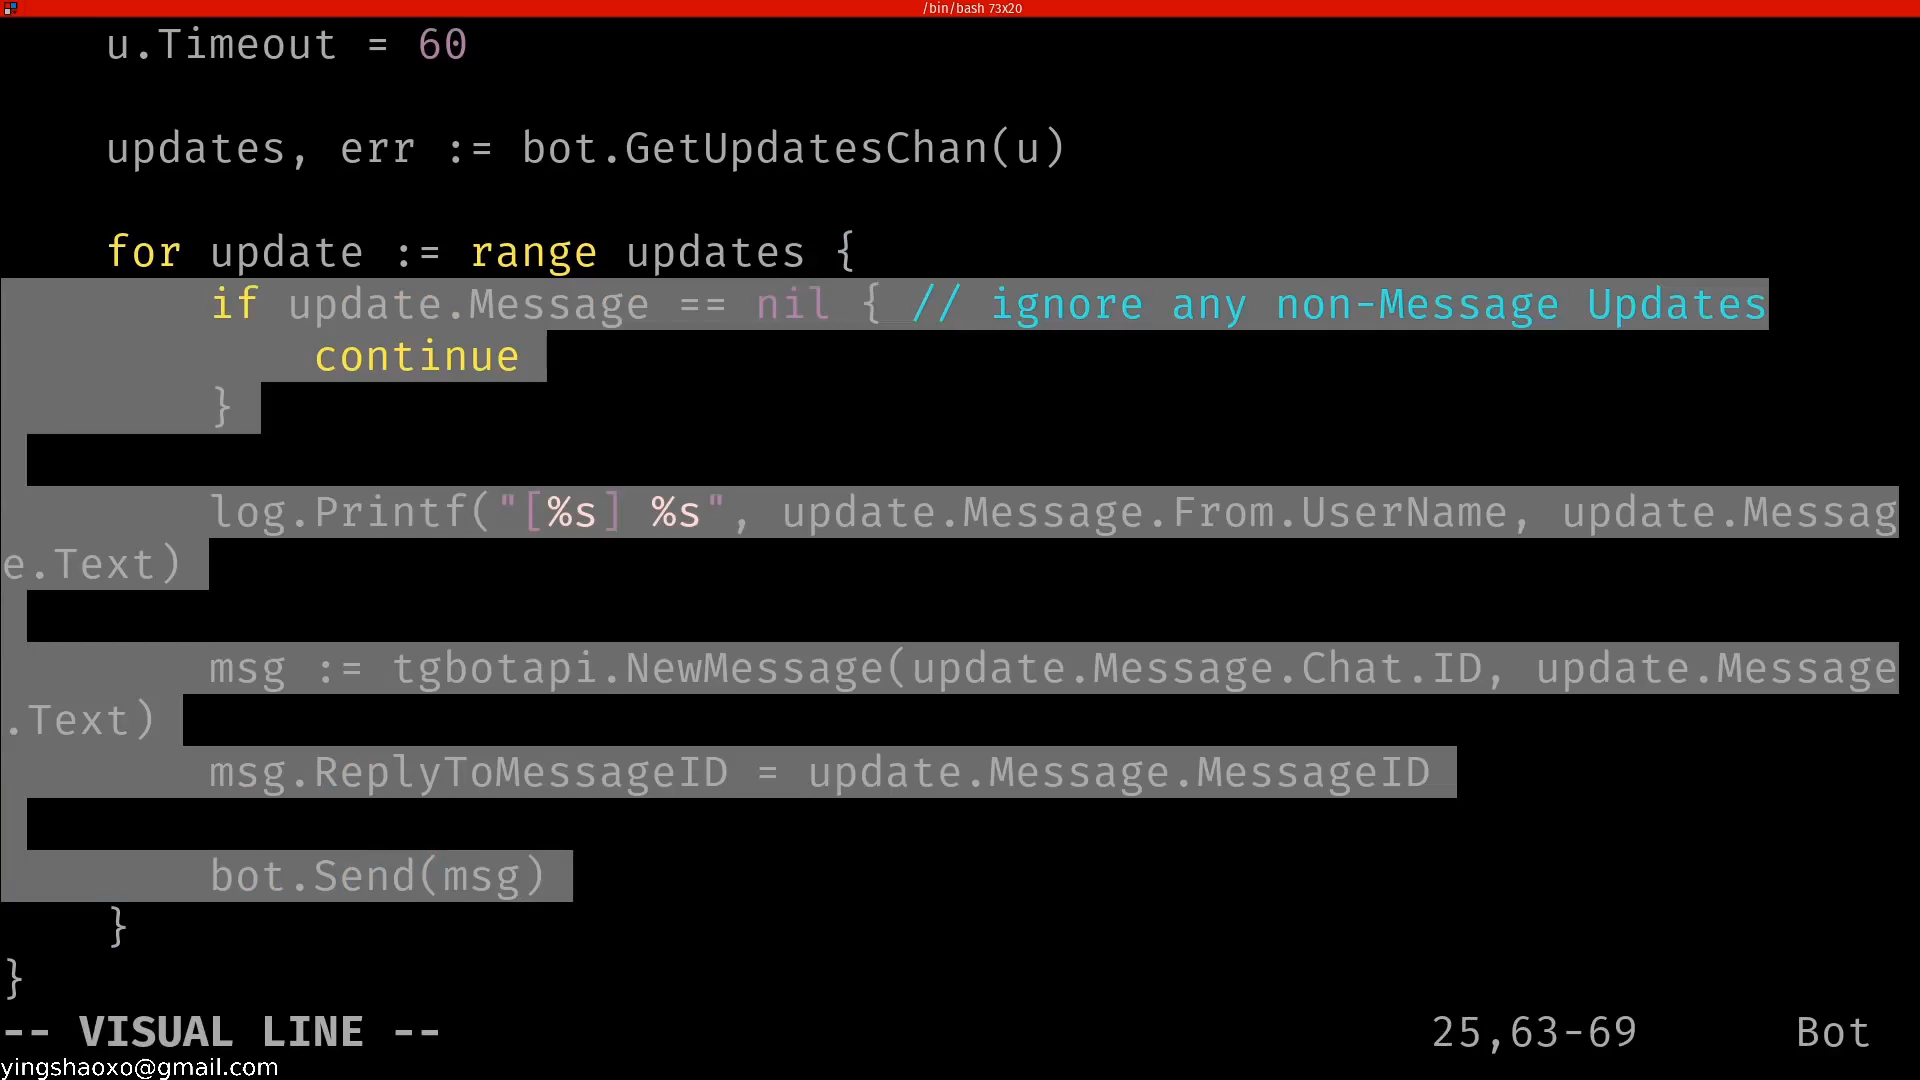 /bin/bash 73x20
u.Timeout = 60
updates, err := bot.GetUpdatesChan(u)
for update := range updates {
if update.Message == nil { // ignore any non-Message Updates
continue
}
log.Printf("[%s] %s", update.Message.From.UserName, update.Messag
e.Text)
msg := tgbotapi.NewMessage(update.Message.Chat.ID, update.Message
.Text)
msg.ReplyToMessageID = update.Message.MessageID
bot.Send(msg)
}
}
-- VISUAL LINE -- 25,63-69 Bot
yingshaoxo@gmail.com